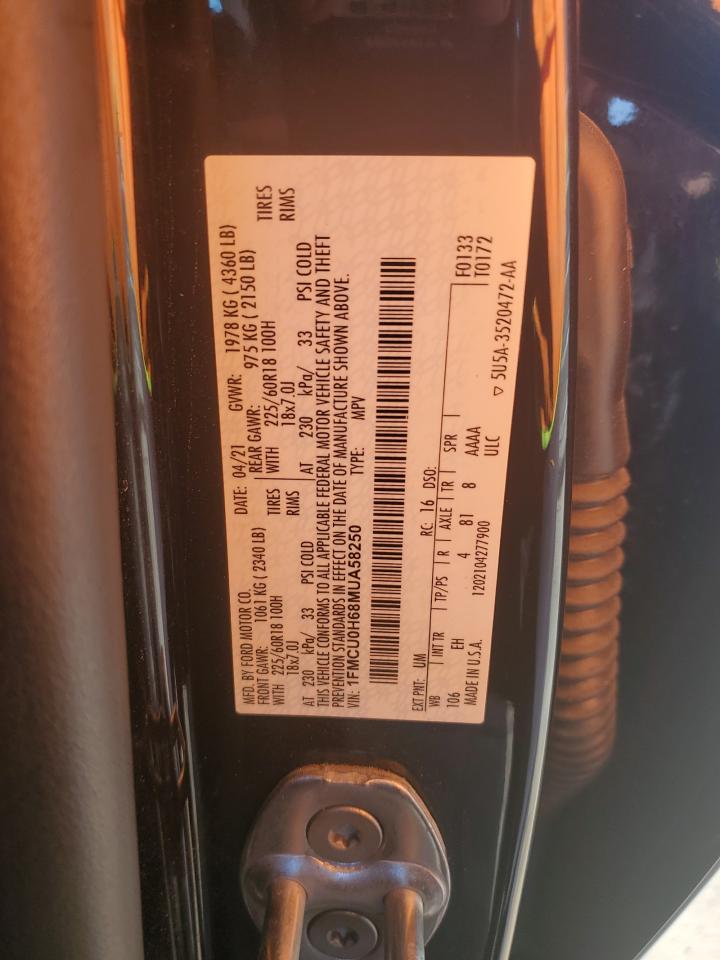 MFD. BY FORD MOTOR CO.
DATE: 04/21 GVWR: 1978 KG ( 4360 LB)
FRONT GAWR: 1061 KG ( 2340 LB) REAR GAWR: 975 KG ( 2150 LB)
WITH 225/60R18 100H TIRES WITH 225/60R18 100H TIRES
18x7.0J RIMS 18x7.0J RIMS
AT 230 kPa/ 33 PSI COLD AT 230 kPa/ 33 PSI COLD
THIS VEHICLE CONFORMS TO ALL APPLICABLE FEDERAL MOTOR VEHICLE SAFETY AND THEFT
PREVENTION STANDARDS IN EFFECT ON THE DATE OF MANUFACTURE SHOWN ABOVE.
VIN: 1FMCU0H68MUA58250 TYPE: MPV
EXT PNT: UM RC: 16 DSO:
WB INT TR TP/PS R AXLE TR SPR F0133
106 EH 4 81 8 AAAA T0172
MADE IN U.S.A. 1202104277900 ULC ▽ 5U5A-3520472-AA